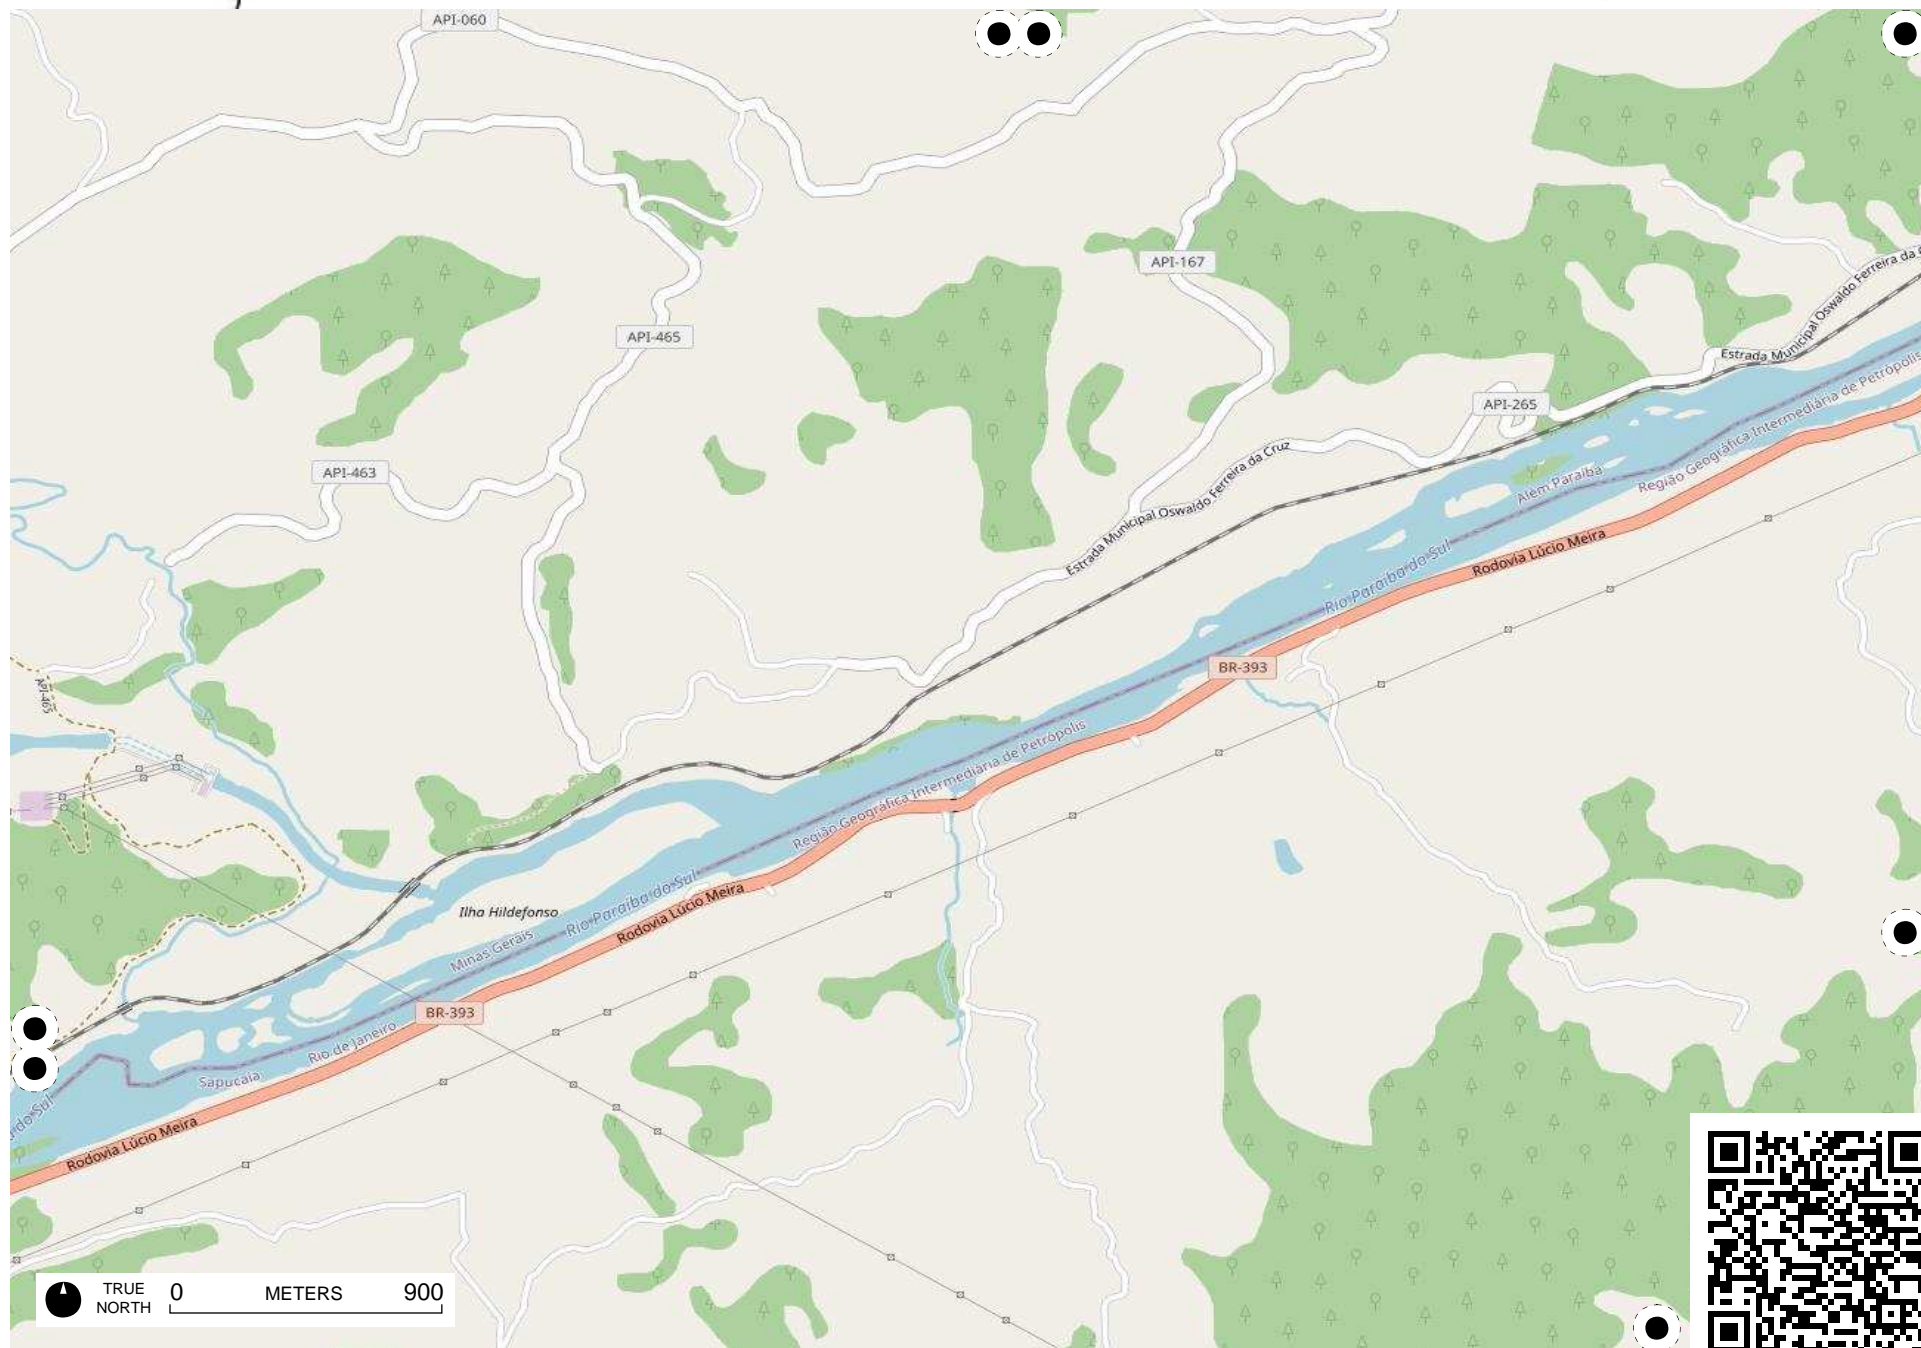 API-060
API-167
API-465
Estrada Municipal Oswaldo Ferreira da
Estrada Municipal Oswaldo Ferreira da Cruz
API-265
API-463
Região Geográfica Intermediária de Petrópolis
Além Paraíba
Rodovia Lúcio Meira
Rio Paraíba do Sul
BR-393
API-465
Região Geográfica Intermediária de Petrópolis
Rio Paraíba do Sul
Rodovia Lúcio Meira
Ilha Hildefonso
Minas Gerais
BR-393
Rio de Janeiro
Sapucaia
do Sul
Rodovia Lúcio Meira
TRUE NORTH
0 METERS 900